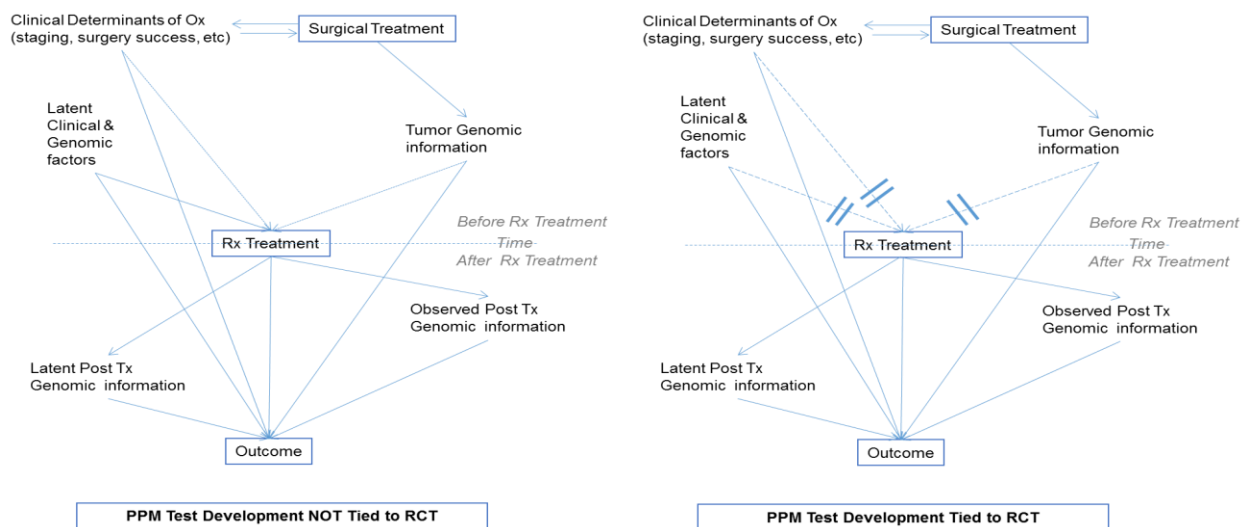 Clinical Determinants of Ox
(staging, surgery success, etc)
Surgical Treatment
Latent
Clinical &
Genomic
factors
Tumor Genomic
information
Before Rx Treatment
Rx Treatment
Time
After Rx Treatment
Observed Post Tx
Genomic information
Latent Post Tx
Genomic information
Outcome
PPM Test Development NOT Tied to RCT
Clinical Determinants of Ox
(staging, surgery success, etc)
Surgical Treatment
Latent
Clinical &
Genomic
factors
Tumor Genomic
information
Before Rx Treatment
Rx Treatment
Time
After Rx Treatment
Observed Post Tx
Genomic information
Latent Post Tx
Genomic information
Outcome
PPM Test Development Tied to RCT